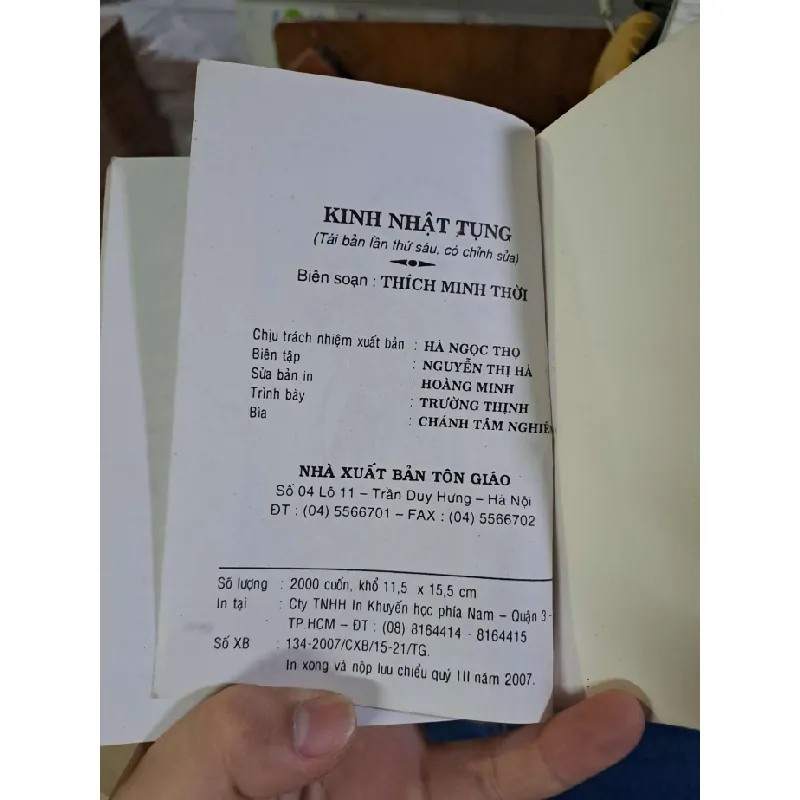 KINH NHẬT TỤNG
(Tái bản lần thứ sáu, có chỉnh sửa)
Biên soạn : THÍCH MINH THỜI
Chịu trách nhiệm xuất bản : HÀ NGỌC THỌ
Biên tập : NGUYỄN THỊ HÀ
Sửa bản in HOÀNG MINH
Trình bày : TRƯỜNG THỊNH
Bìa : CHÁNH TÂM NGHIÊM
NHÀ XUẤT BẢN TÔN GIÁO
Số 04 Lô 11 – Trần Duy Hưng – Hà Nội
ĐT : (04) 5566701 – FAX : (04) 5566702
Số lượng : 2000 cuốn, khổ 11,5 x 15,5 cm
In tại : Cty TNHH In Khuyến học phía Nam – Quận 3 -
TP.HCM – ĐT : (08) 8164414 - 8164415
Số XB : 134-2007/CXB/15-21/TG.
In xong và nộp lưu chiểu quý III năm 2007.